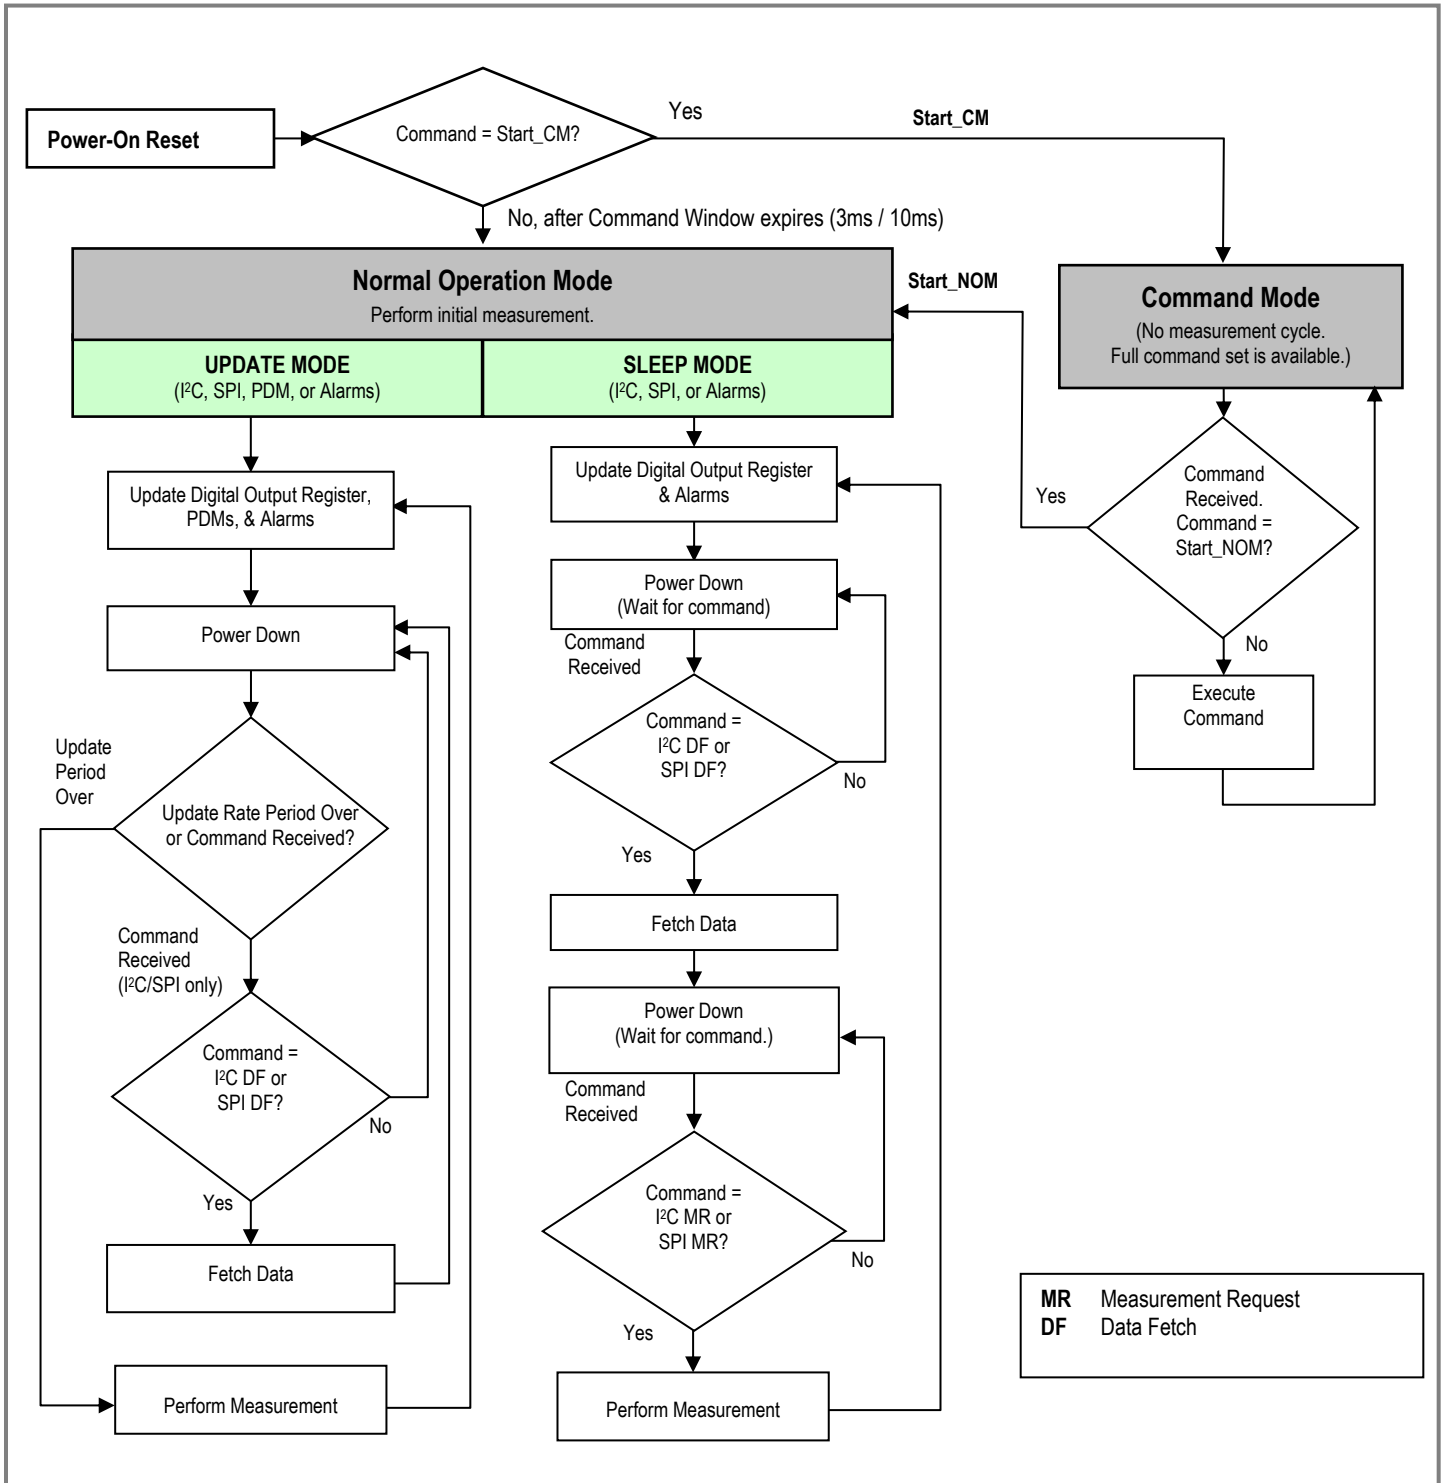 Power-On Reset
Command = Start_CM?
Yes
Start_CM
No, after Command Window expires (3ms / 10ms)
Normal Operation Mode
Perform initial measurement.
UPDATE MODE
(I²C, SPI, PDM, or Alarms)
SLEEP MODE
(I²C, SPI, or Alarms)
Start_NOM
Command Mode
(No measurement cycle.
Full command set is available.)
Update Digital Output Register,
PDMs, & Alarms
Power Down
Update
Period
Over
Update Rate Period Over
or Command Received?
Command
Received
(I²C/SPI only)
Command =
I²C DF or
SPI DF?
No
Yes
Fetch Data
Perform Measurement
Update Digital Output Register
& Alarms
Power Down
(Wait for command)
Command
Received
Command =
I²C DF or
SPI DF?
No
Yes
Fetch Data
Power Down
(Wait for command.)
Command
Received
Command =
I²C MR or
SPI MR?
No
Yes
Perform Measurement
Yes
Command
Received.
Command =
Start_NOM?
No
Execute
Command
MR Measurement Request
DF Data Fetch